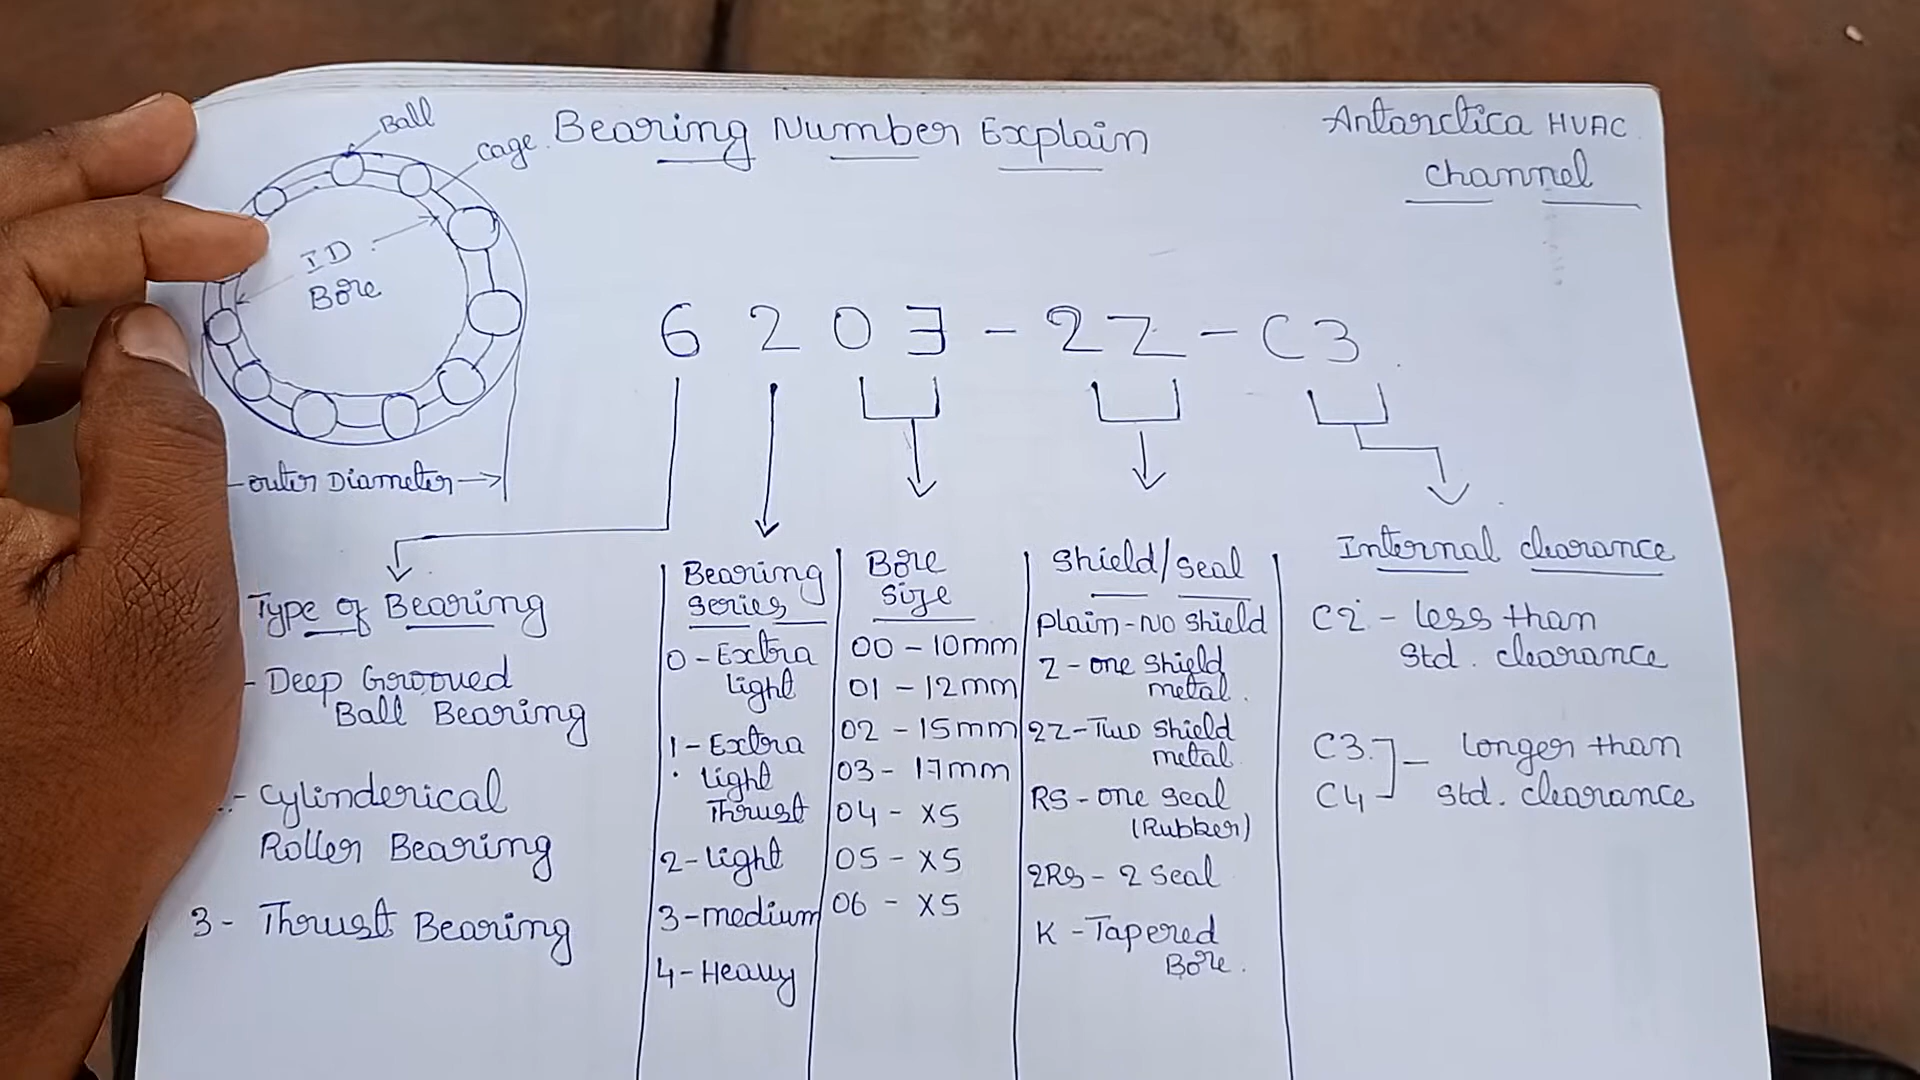 Ball
cage.
Bearing Number Explain
Antarctica HVAC
channel
ID
Bore
6 2 0 3 - 2Z - C3
outer Diameter
Type of Bearing
- Deep Grooved
Ball Bearing
- Cylinderical
Roller Bearing
3 - Thrust Bearing
Bearing
series
0 - Extra
light
1 - Extra
light
Thrust
2 - light
3 - medium
4 - Heavy
Bore
size
00 - 10mm
01 - 12mm
02 - 15mm
03 - 17mm
04 - X5
05 - X5
06 - X5
Shield/seal
Plain - No shield
Z - one shield
metal.
2Z - Two shield
metal
RS - one seal
(Rubber)
2RS - 2 seal
K - Tapered
Bore.
Internal clearance
C2 - less than
std. clearance
C3
C4
- longer than
std. clearance